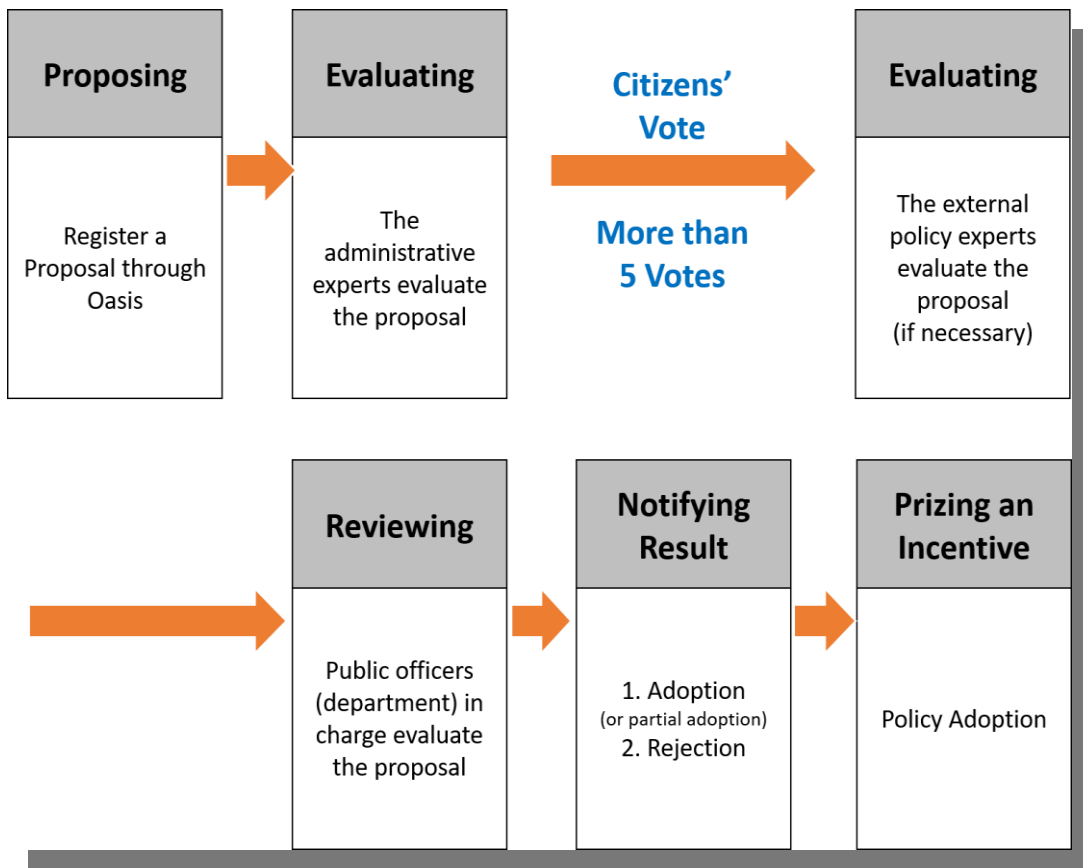 Proposing
Register a
Proposal through
Oasis
Evaluating
The
administrative
experts evaluate
the proposal
Citizens’
Vote
More than
5 Votes
Evaluating
The external
policy experts
evaluate the
proposal
(if necessary)
Reviewing
Public officers
(department) in
charge evaluate
the proposal
Notifying
Result
1. Adoption
(or partial adoption)
2. Rejection
Prizing an
Incentive
Policy Adoption